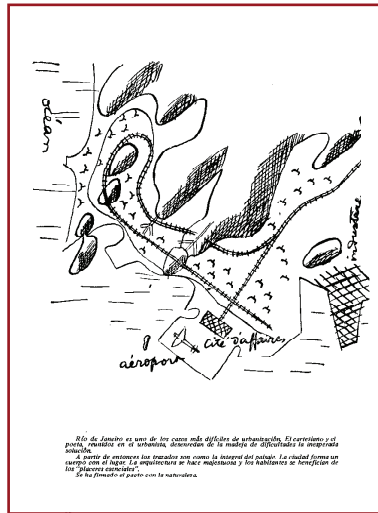 océan
industrie
cité d'affaires
aéroport
Río de Janeiro es uno de los casos más difíciles de urbanización. El cartesiano y el
poeta, reunidos en el urbanista, desenredan de la madeja de dificultades la inesperada
solución.
A partir de entonces los trazados son como la integral del paisaje. La ciudad forma un
cuerpo con el lugar. La arquitectura se hace majestuosa y los habitantes se benefician de
los "placeres esenciales".
Se ha firmado el pacto con la naturaleza.